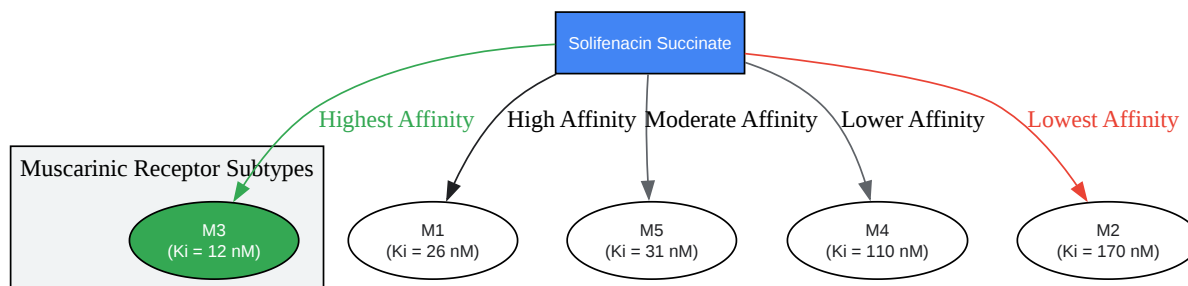 Solifenacin Succinate
Highest Affinity
High Affinity
Moderate Affinity
Lower Affinity
Lowest Affinity
Muscarinic Receptor Subtypes
M3
(Ki = 12 nM)
M1
(Ki = 26 nM)
M5
(Ki = 31 nM)
M4
(Ki = 110 nM)
M2
(Ki = 170 nM)